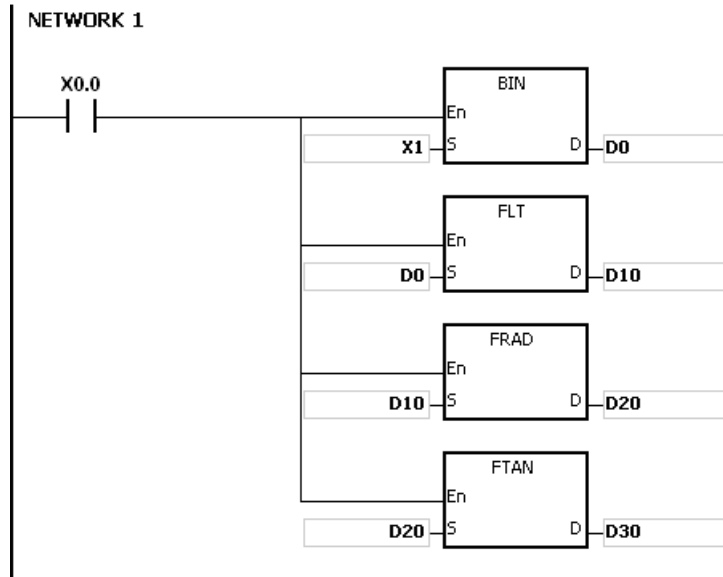 NETWORK 1
X0.0
BIN
En
X1 S D D0
FLT
En
D0 S D D10
FRAD
En
D10 S D D20
FTAN
En
D20 S D D30